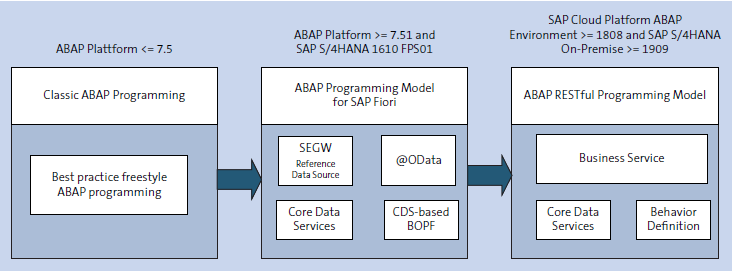 ABAP Plattform <= 7.5
Classic ABAP Programming
Best practice freestyle
ABAP programming
ABAP Platform >= 7.51 and
SAP S/4HANA 1610 FPS01
ABAP Programming Model
for SAP Fiori
SEGW
Reference
Data Source
@OData
Core Data
Services
CDS-based
BOPF
SAP Cloud Platform ABAP
Environment >= 1808 and SAP S/4HANA
On-Premise >= 1909
ABAP RESTful Programming Model
Business Service
Core Data
Services
Behavior
Definition